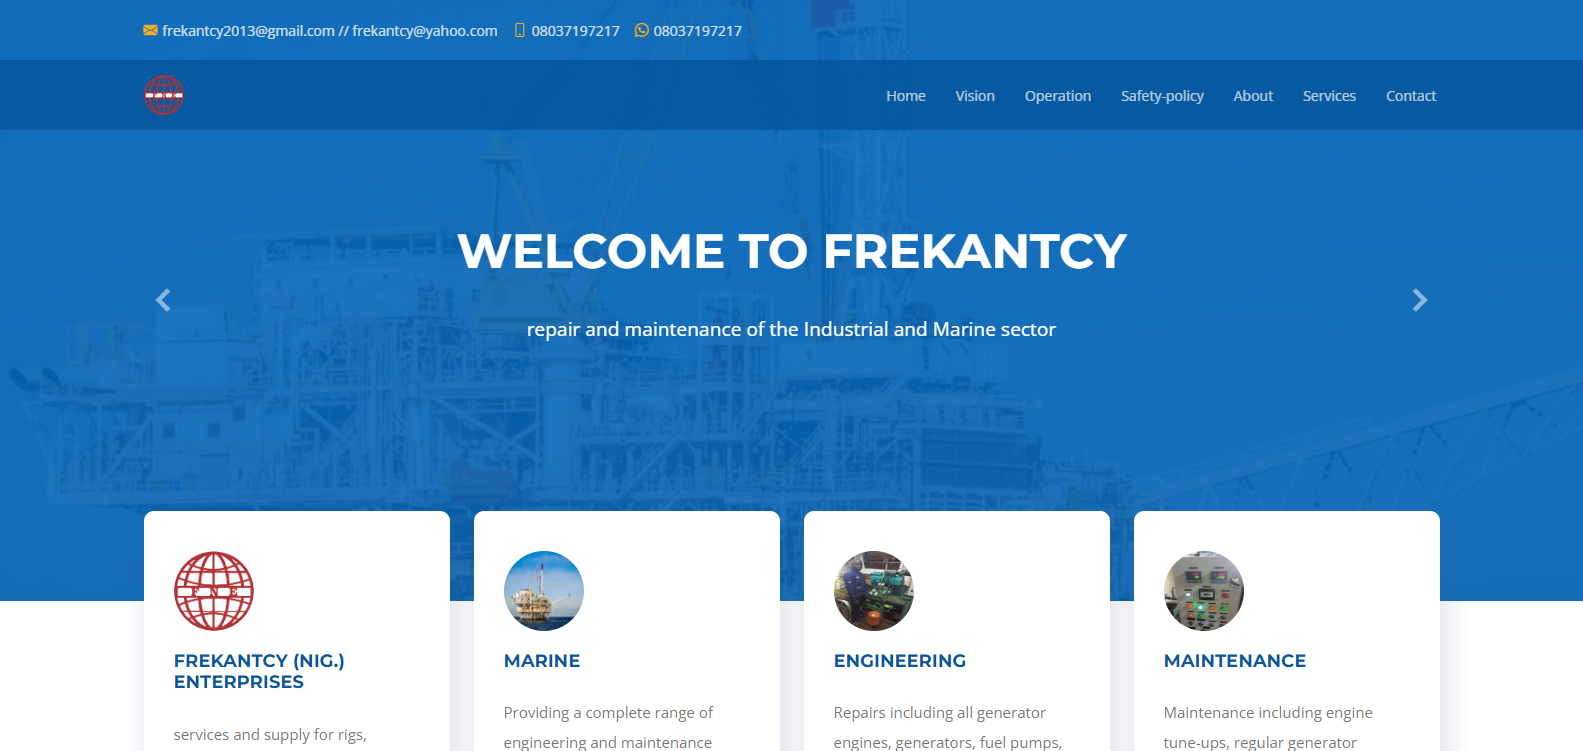 frekantcy2013@gmail.com // frekantcy@yahoo.com 08037197217 08037197217
FNE
Home Vision Operation Safety-policy About Services Contact
WELCOME TO FREKANTCY
repair and maintenance of the Industrial and Marine sector
FNE
FREKANTCY (NIG.)
ENTERPRISES
services and supply for rigs,
MARINE
Providing a complete range of
engineering and maintenance
ENGINEERING
Repairs including all generator
engines, generators, fuel pumps,
MAINTENANCE
Maintenance including engine
tune-ups, regular generator